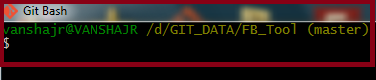 Git Bash
vanshajr@VANSHAJR /d/GIT_DATA/FB_Tool (master)
$